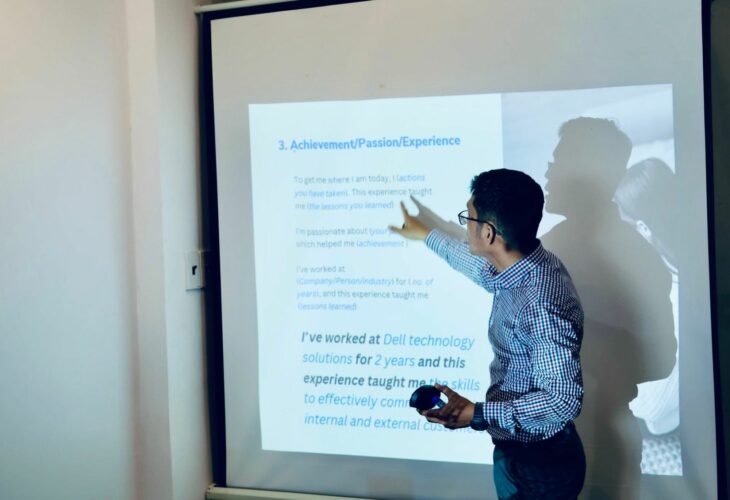 3. Achievement/Passion/Experience
To get me where I am today, I (actions
you have taken). This experience taught
me (the lessons you learned)
I'm passionate about (your
which helped me (achievement )
I've worked at
(Company/Person/industry) for ( no. of
years), and this experience taught me
(lessons learned)
I've worked at Dell technology
solutions for 2 years and this
experience taught me the skills
to effectively com
internal and external